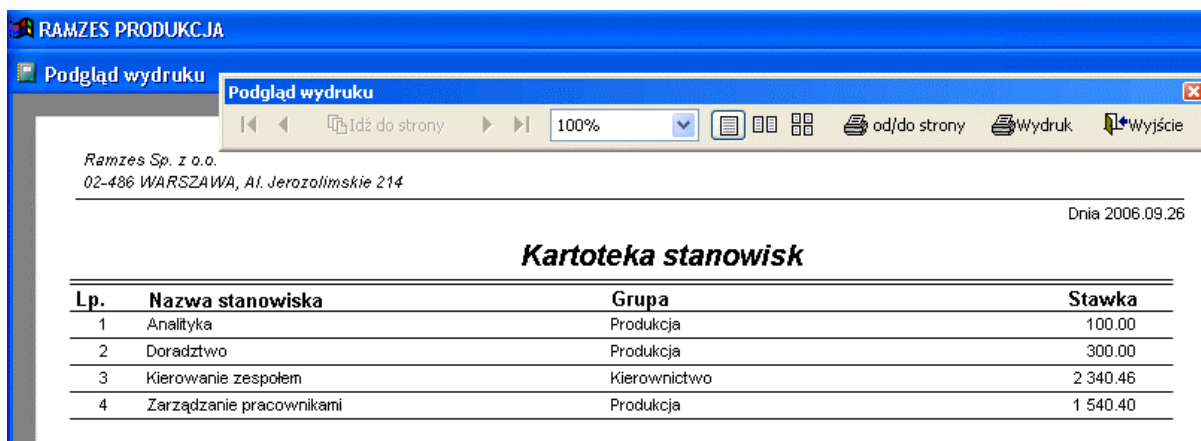 RAMZES PRODUKCJA
Podgląd wydruku
Podgląd wydruku
Idź do strony 100% od/do strony Wydruk Wyjście
Ramzes Sp. z o.o.
02-486 WARSZAWA, Al. Jerozolimskie 214
Dnia 2006.09.26
Kartoteka stanowisk
Lp. Nazwa stanowiska Grupa Stawka
1 Analityka Produkcja 100.00
2 Doradztwo Produkcja 300.00
3 Kierowanie zespołem Kierownictwo 2 340.46
4 Zarządzanie pracownikami Produkcja 1 540.40